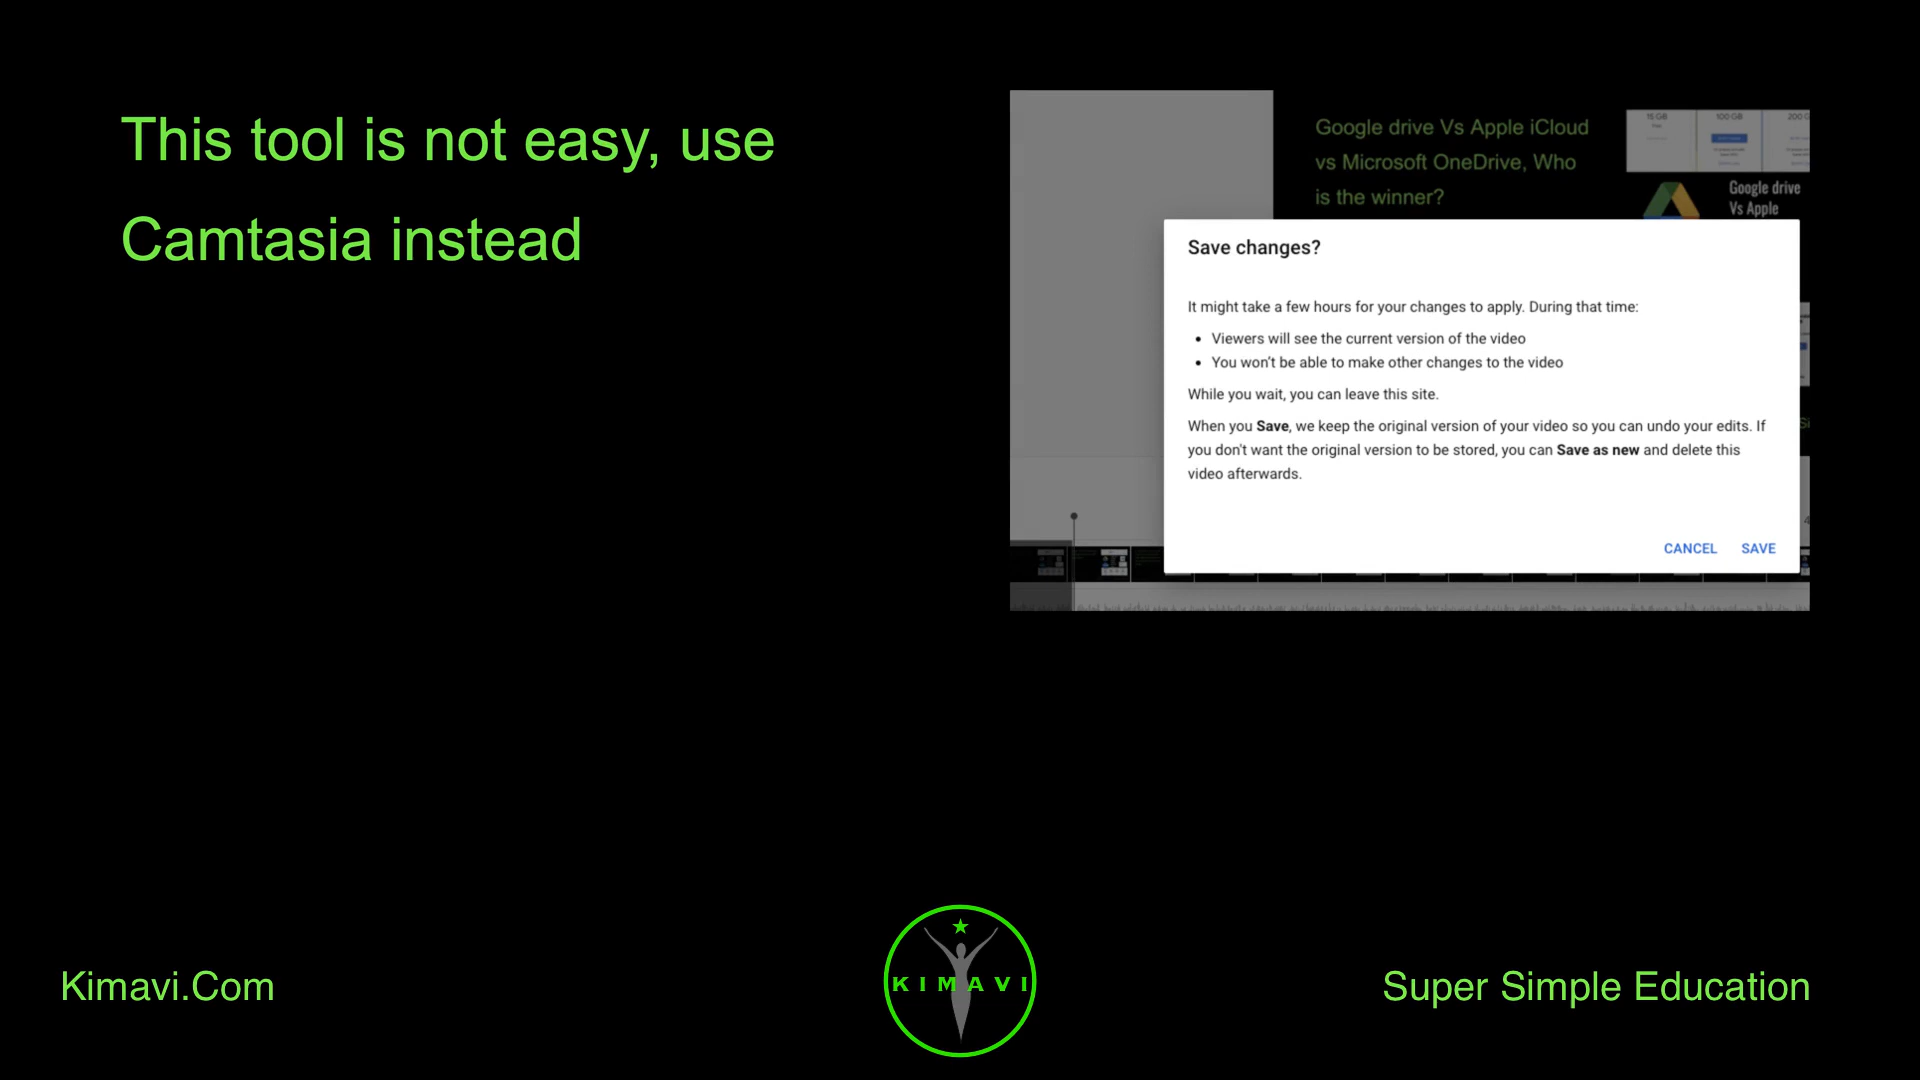 This tool is not easy, use
Camtasia instead
Google drive Vs Apple iCloud
vs Microsoft OneDrive, Who
is the winner?
15 GB
100 GB
Google drive
Vs Apple
Save changes?
It might take a few hours for your changes to apply. During that time:
• Viewers will see the current version of the video
• You won't be able to make other changes to the video
While you wait, you can leave this site.
When you Save, we keep the original version of your video so you can undo your edits. If
you don't want the original version to be stored, you can Save as new and delete this
video afterwards.
CANCEL SAVE
Kimavi.Com
KIMAVI
Super Simple Education